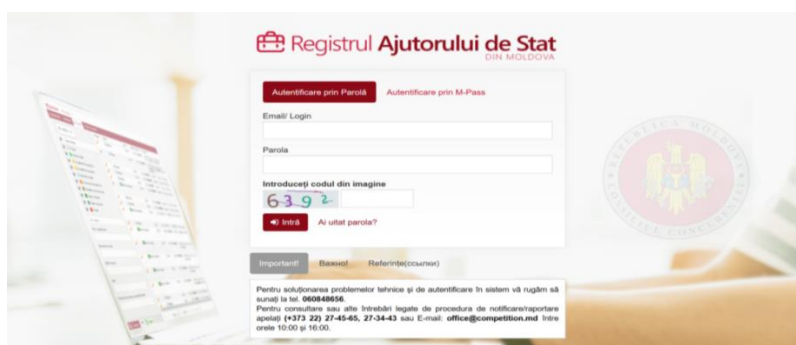 Registrul Ajutorului de Stat
DIN MOLDOVA
Autentificare prin Parolă
Autentificare prin M-Pass
Email/ Login
Parola
Introduceți codul din imagine
6392
Intră
Ai uitat parola?
Important!
Важно!
Referințe(ссылки)
Pentru soluționarea problemelor tehnice și de autentificare în sistem vă rugăm să
sunați la tel. 060848656.
Pentru consultare sau alte întrebări legate de procedura de notificare/raportare
apelați (+373 22) 27-45-65, 27-34-43 sau E-mail: office@competition.md între
orele 10:00 și 16:00.